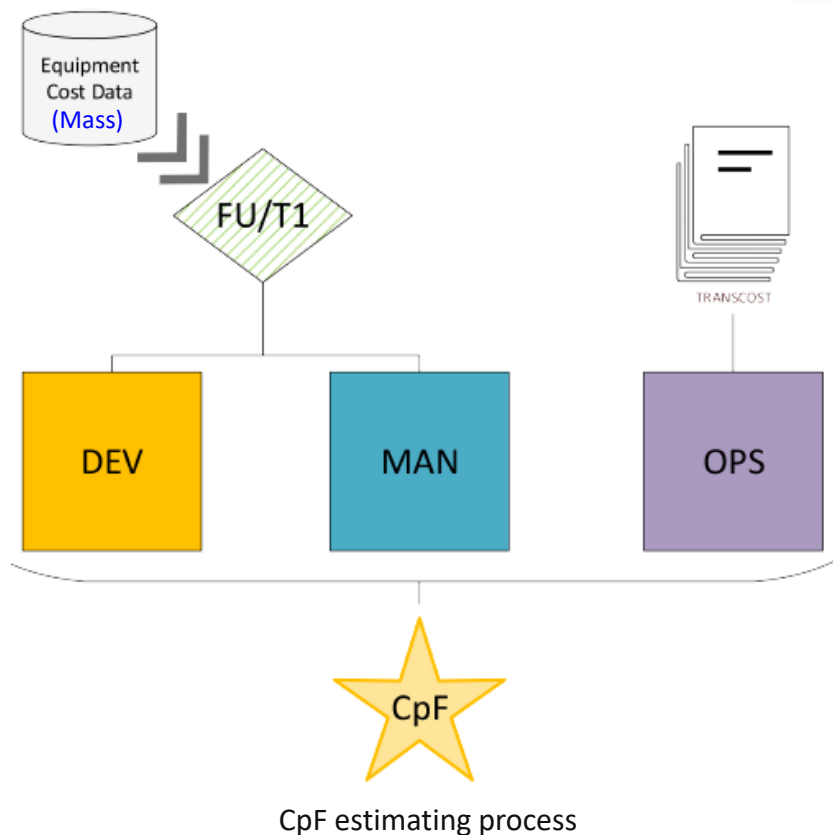 Equipment
Cost Data
(Mass)
FU/T1
TRANSCOST
DEV
MAN
OPS
CpF
CpF estimating process